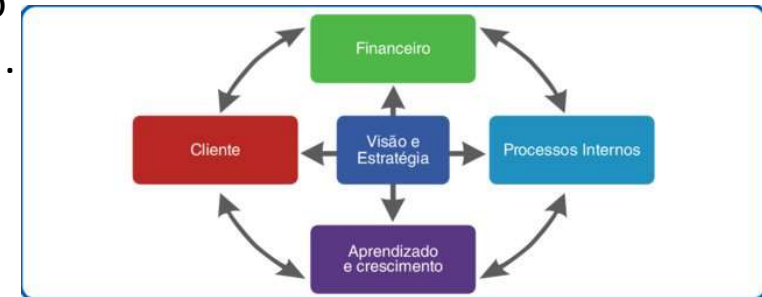 Financeiro
Cliente
Visão e
Estratégia
Processos Internos
Aprendizado
e crescimento